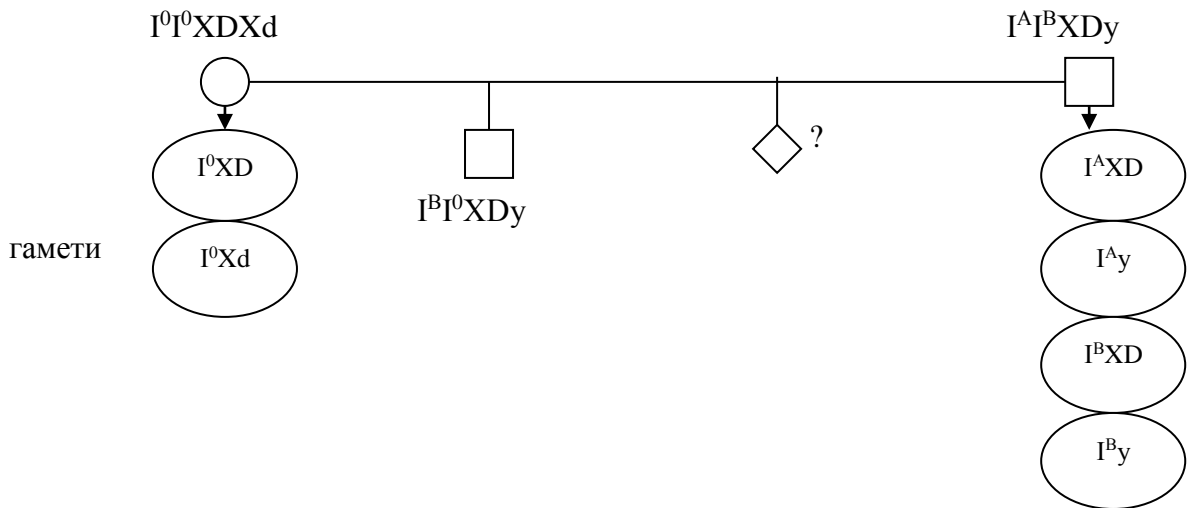 I⁰I⁰XDXd
IᴬIᴮXDy
?
I⁰XD
IᴬXD
IᴮI⁰XDy
гамети
I⁰Xd
Iᴬy
IᴮXD
Iᴮy